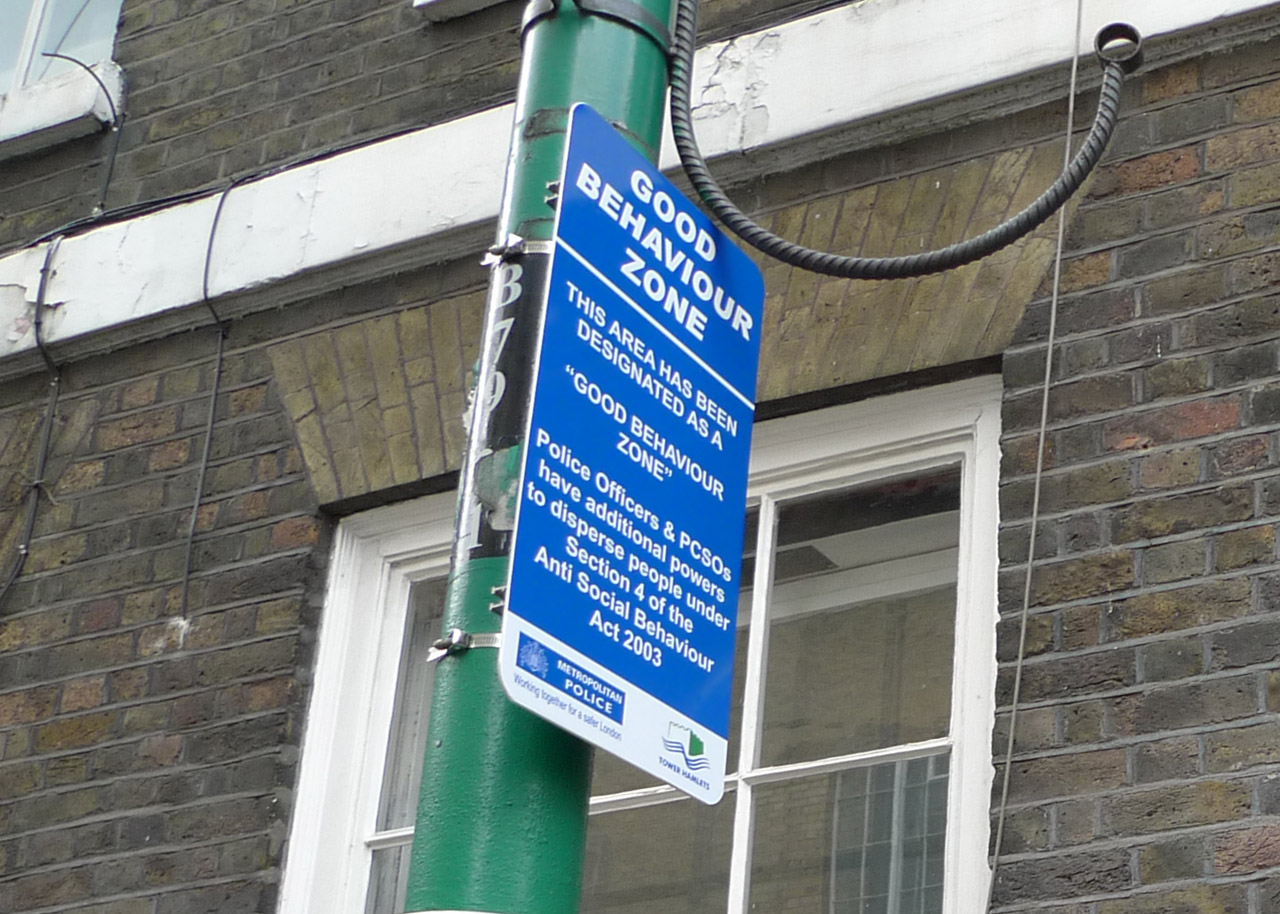 GOOD
BEHAVIOUR
ZONE
THIS AREA HAS BEEN
DESIGNATED AS A
“GOOD BEHAVIOUR
ZONE”
Police Officers & PCSOs
have additional powers
to disperse people under
Section 4 of the
Anti Social Behaviour
Act 2003
METROPOLITAN
POLICE
Working together for a safer London
TOWER HAMLETS
B
7
9